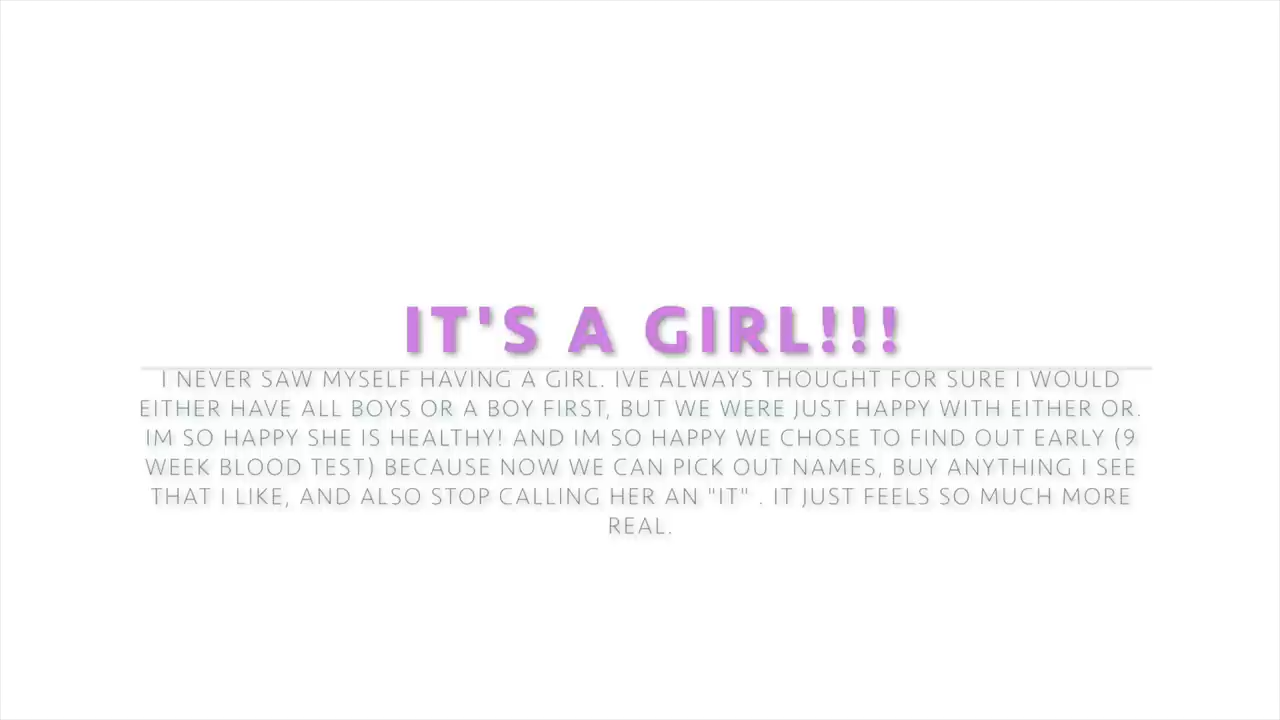 IT'S A GIRL!!!
I NEVER SAW MYSELF HAVING A GIRL. IVE ALWAYS THOUGHT FOR SURE I WOULD
EITHER HAVE ALL BOYS OR A BOY FIRST, BUT WE WERE JUST HAPPY WITH EITHER OR.
IM SO HAPPY SHE IS HEALTHY! AND IM SO HAPPY WE CHOSE TO FIND OUT EARLY (9
WEEK BLOOD TEST) BECAUSE NOW WE CAN PICK OUT NAMES, BUY ANYTHING I SEE
THAT I LIKE, AND ALSO STOP CALLING HER AN "IT" . IT JUST FEELS SO MUCH MORE
REAL.